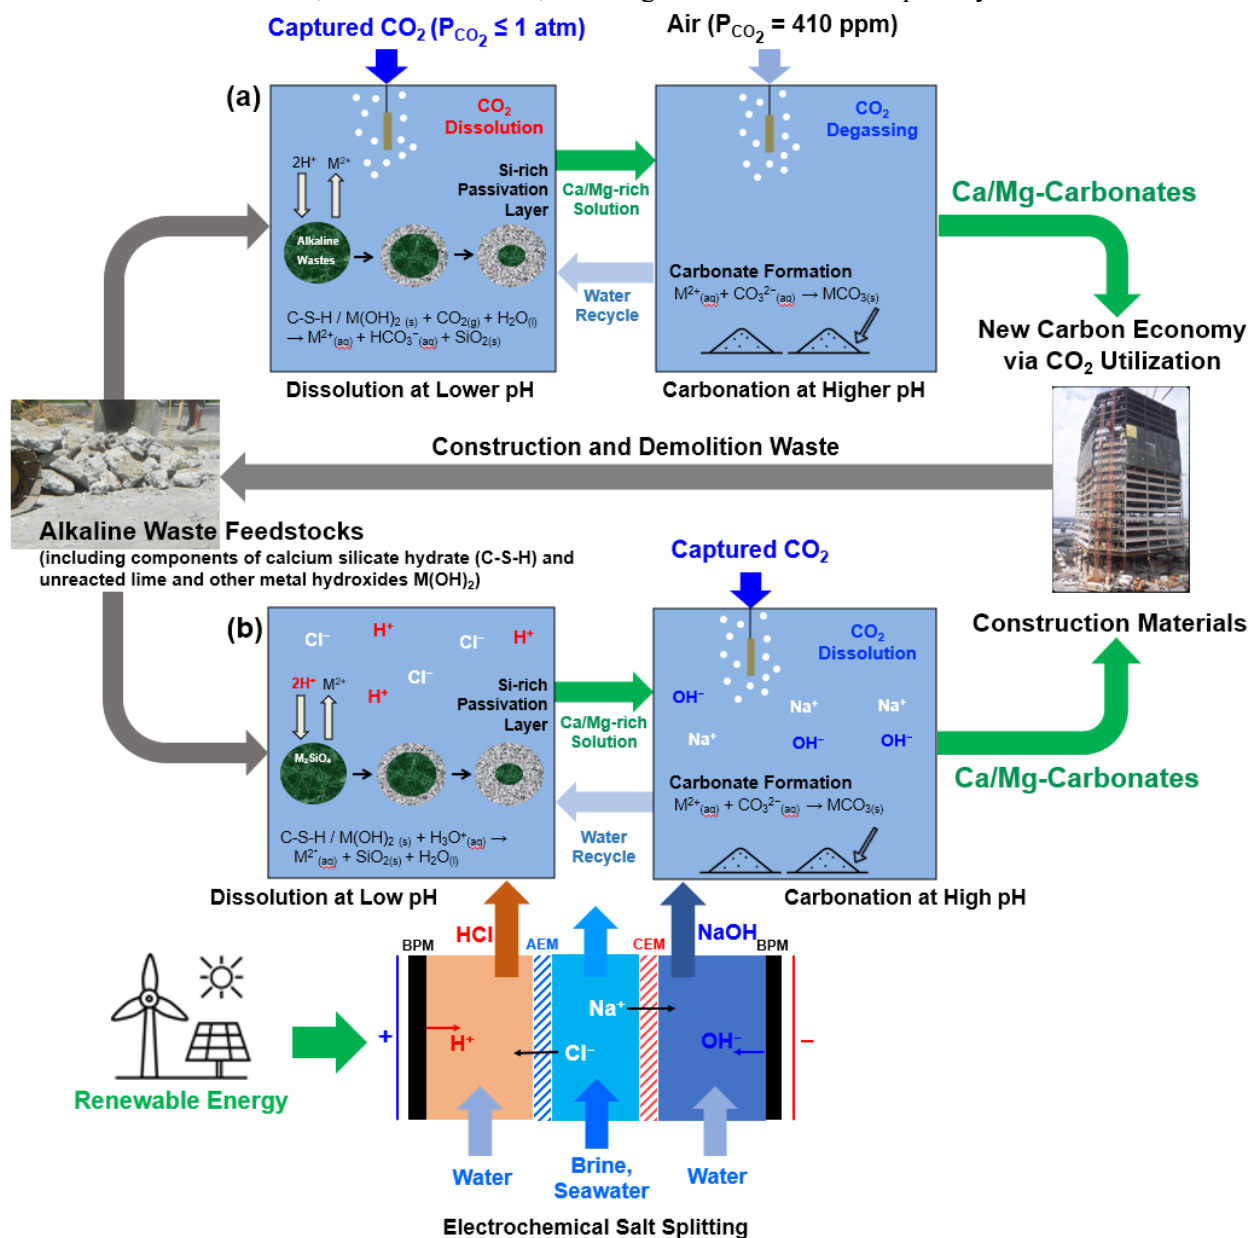 Captured CO₂ (P_CO₂ ≤ 1 atm)
Air (P_CO₂ = 410 ppm)
(a)
CO₂
Dissolution
2H⁺
M²⁺
Si-rich
Passivation
Layer
Alkaline
Wastes
C-S-H / M(OH)₂ (s) + CO₂(g) + H₂O(l)
→ M²⁺(aq) + HCO₃⁻(aq) + SiO₂(s)
Dissolution at Lower pH
Ca/Mg-rich
Solution
Water
Recycle
CO₂
Degassing
Carbonate Formation
M²⁺(aq) + CO₃²⁻(aq) → MCO₃(s)
Carbonation at Higher pH
Ca/Mg-Carbonates
New Carbon Economy
via CO₂ Utilization
Construction and Demolition Waste
Alkaline Waste Feedstocks
(including components of calcium silicate hydrate (C-S-H) and
unreacted lime and other metal hydroxides M(OH)₂)
Captured CO₂
Construction Materials
(b)
Cl⁻
H⁺
Cl⁻
H⁺
Cl⁻
H⁺
2H⁺
M²⁺
Si-rich
Passivation
Layer
M₂SiO₄
C-S-H / M(OH)₂ (s) + H₃O⁺(aq) →
M²⁺(aq) + SiO₂(s) + H₂O(l)
Dissolution at Low pH
Ca/Mg-rich
Solution
Water
Recycle
CO₂
Dissolution
OH⁻
Na⁺
Na⁺
Na⁺
OH⁻
OH⁻
Carbonate Formation
M²⁺(aq) + CO₃²⁻(aq) → MCO₃(s)
Carbonation at High pH
Ca/Mg-Carbonates
HCl
NaOH
BPM
AEM
CEM
BPM
+
H⁺
Cl⁻
Na⁺
OH⁻
–
Renewable Energy
Water
Brine,
Seawater
Water
Electrochemical Salt Splitting